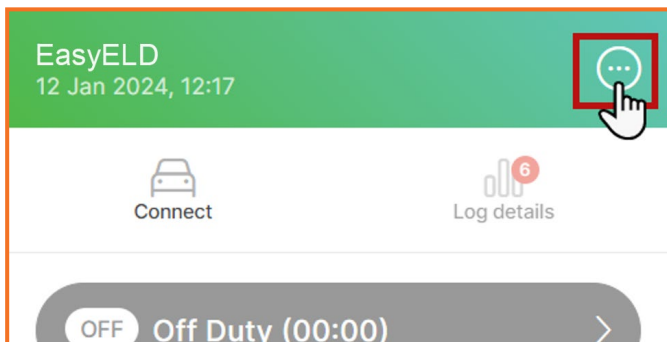 EasyELD
12 Jan 2024, 12:17
6
Connect
Log details
OFF Off Duty (00:00)